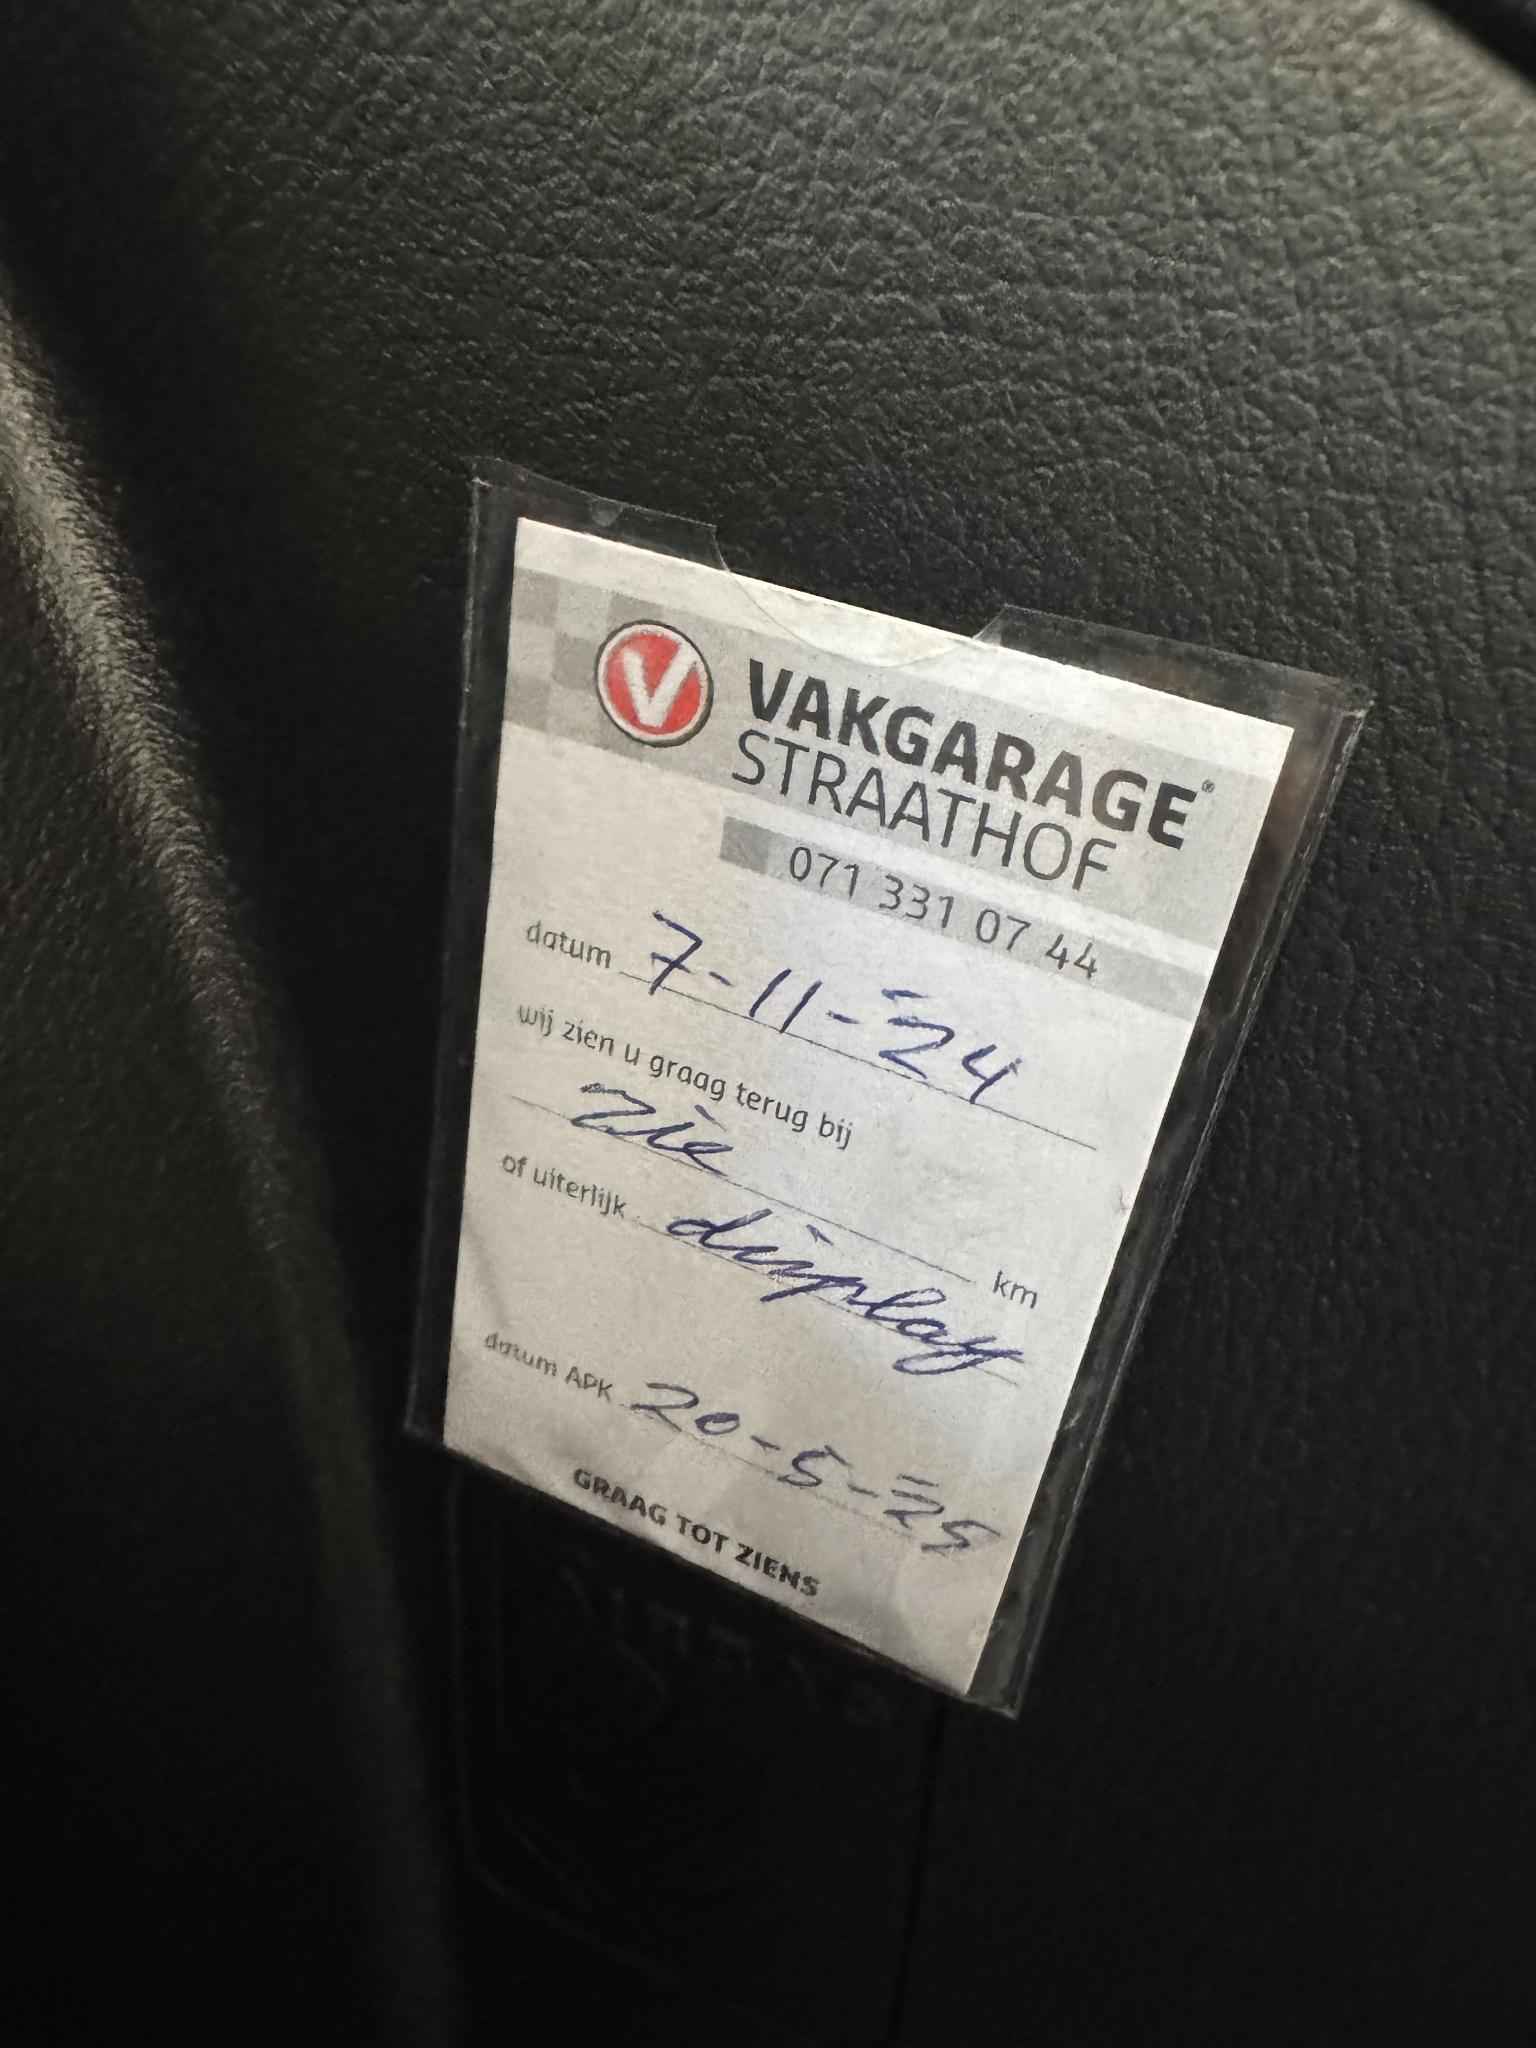 V VAKGARAGE®
STRAATHOF
071 331 07 44
datum 7-11-24
wij zien u graag terug bij
Zie km
of uiterlijk display
datum APK 20-5-25
GRAAG TOT ZIENS